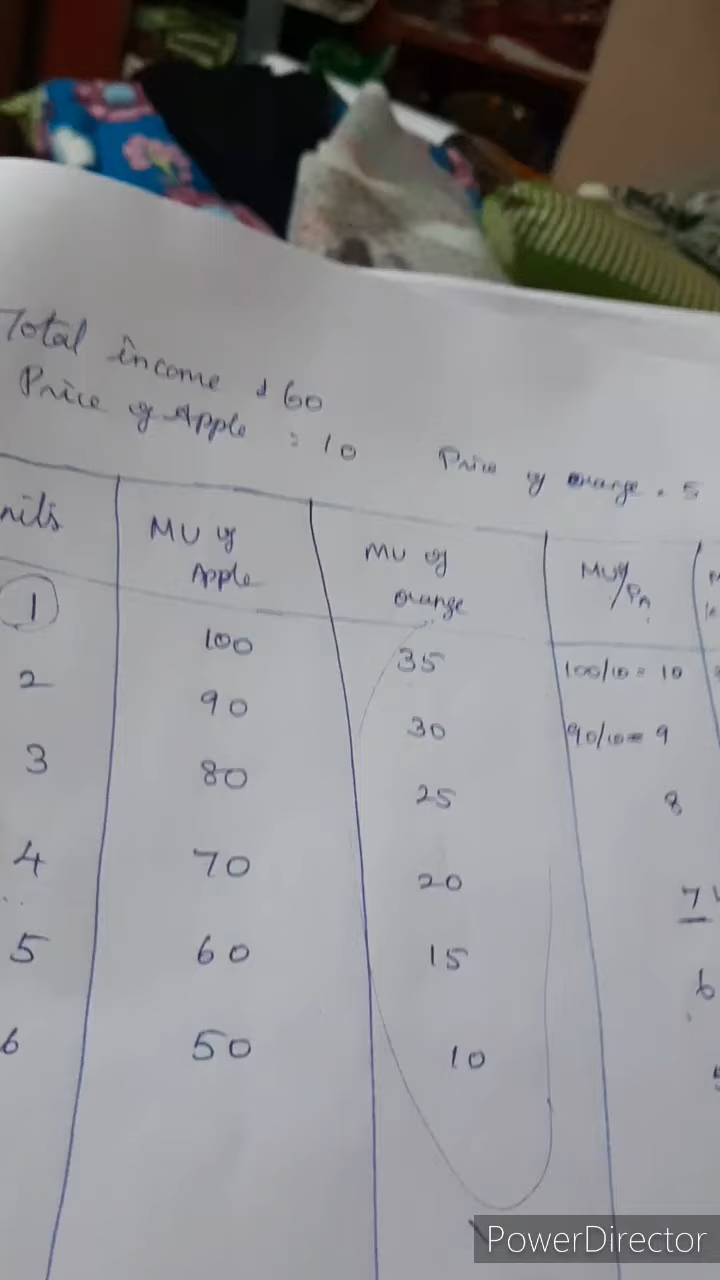 Total income $ 60
Price of Apple : 10 Price of orange = 5
MU of Apple MU of orange MUA/PA
1 100 35 100/10 = 10
2 90 30 90/10 = 9
3 80 25 8
4 70 20 7
5 60 15 6
6 50 10
PowerDirector